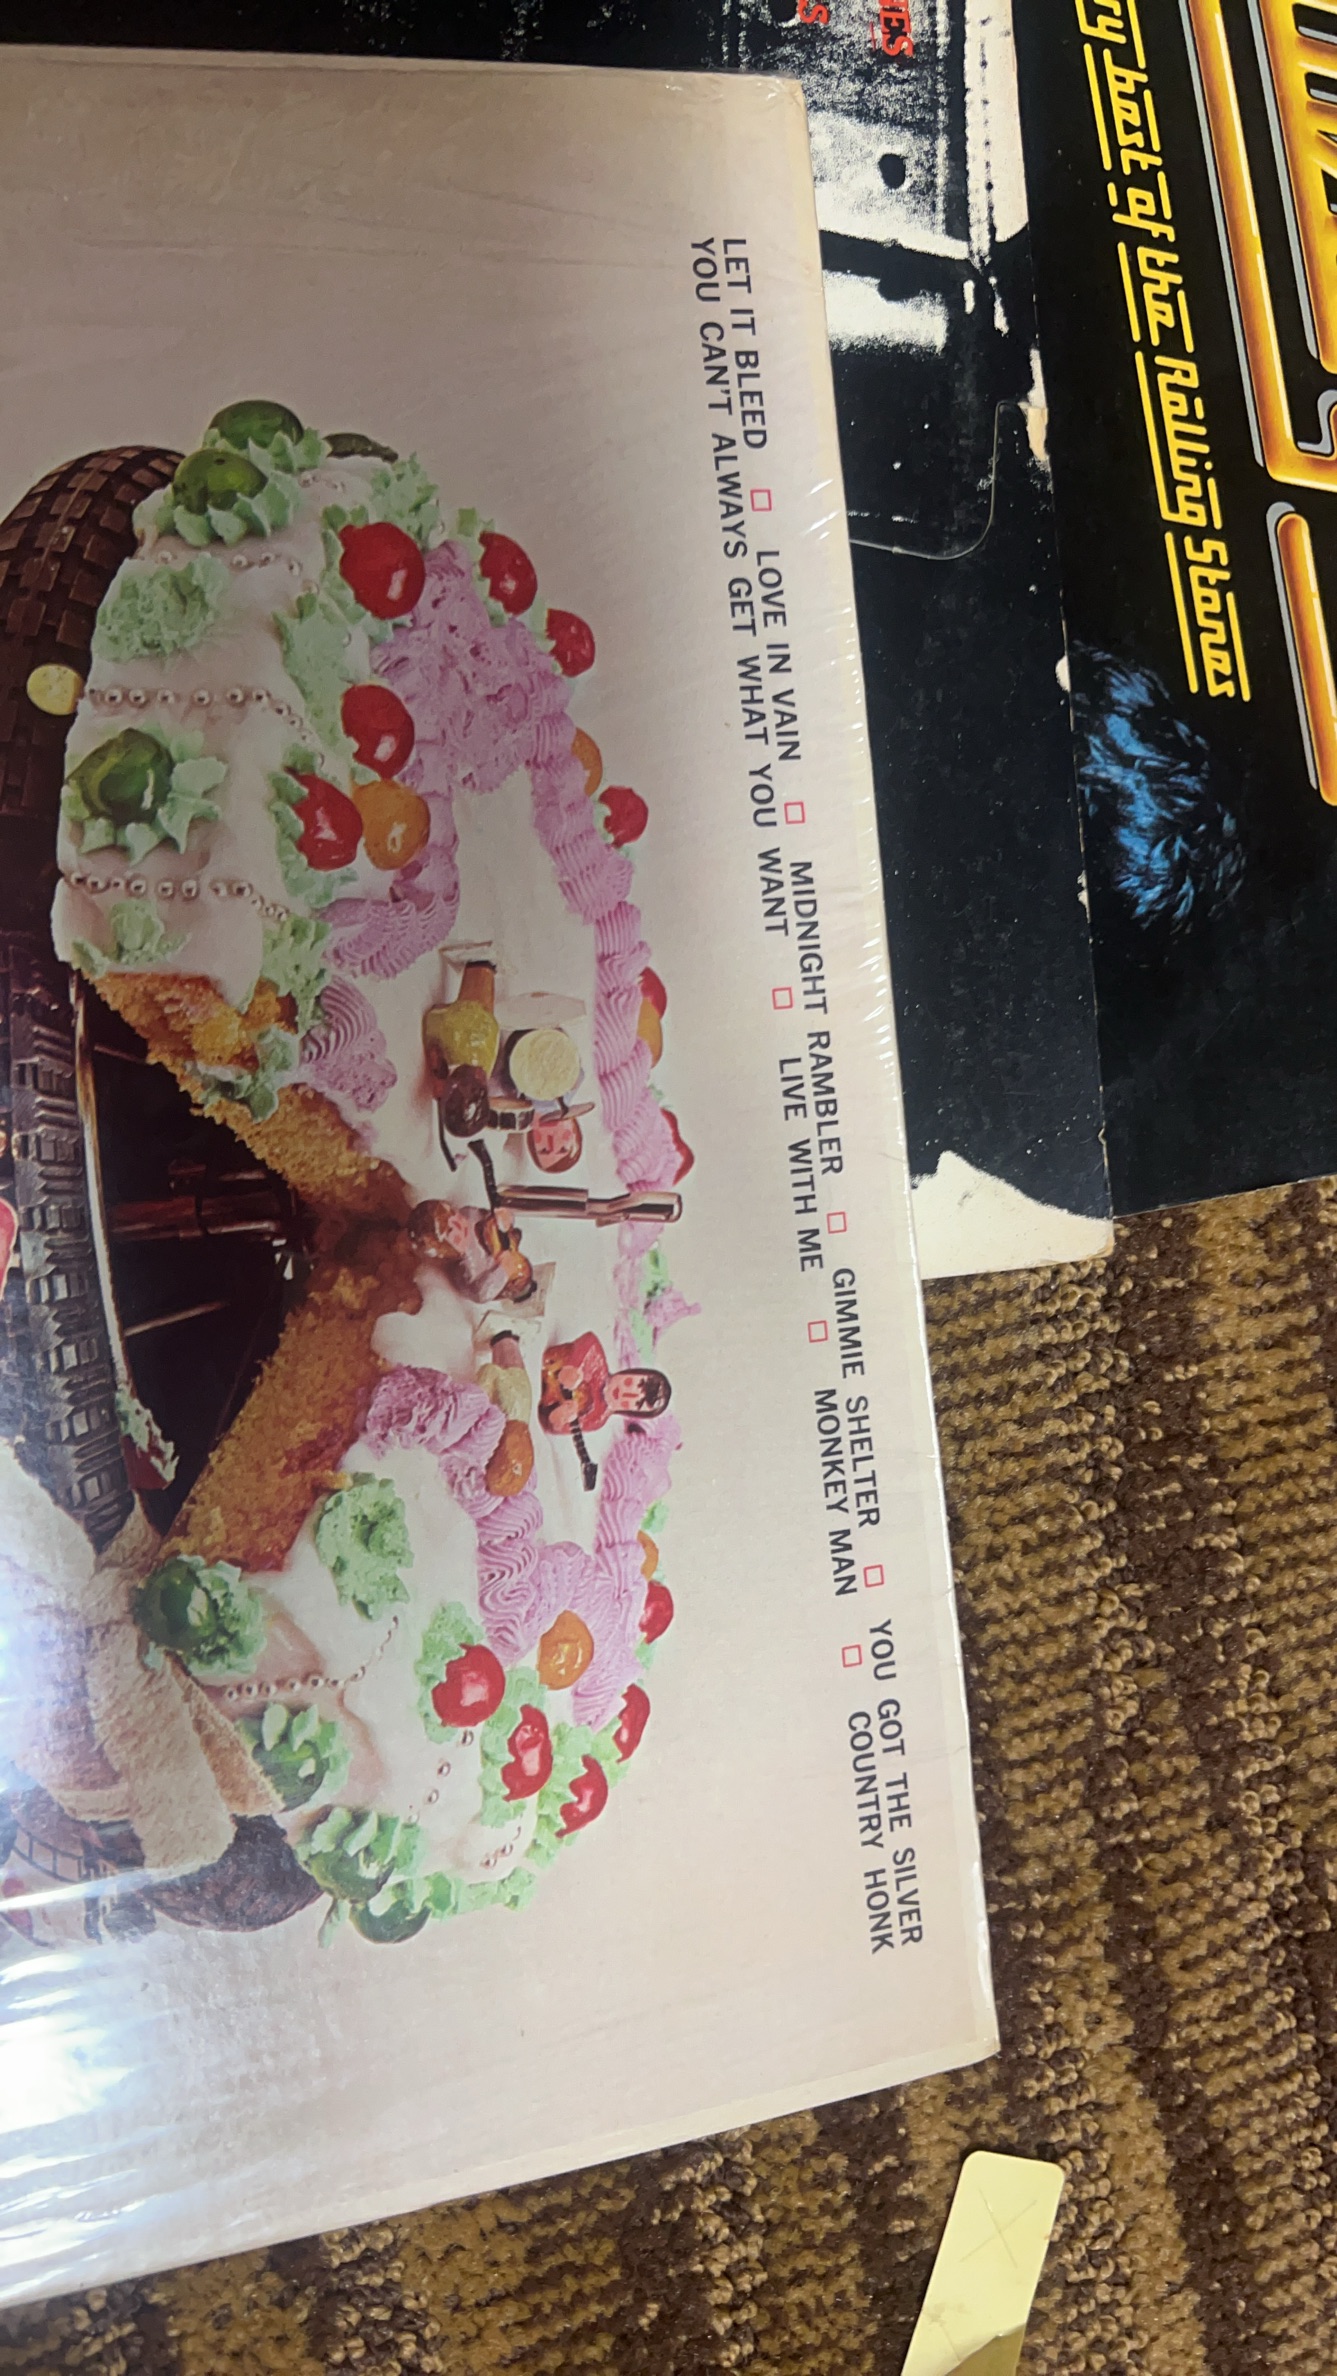 LET IT BLEED □ LOVE IN VAIN □ MIDNIGHT RAMBLER □ GIMMIE SHELTER □ YOU GOT THE SILVER
YOU CAN'T ALWAYS GET WHAT YOU WANT □ LIVE WITH ME □ MONKEY MAN □ COUNTRY HONK
best of the Rolling Stones